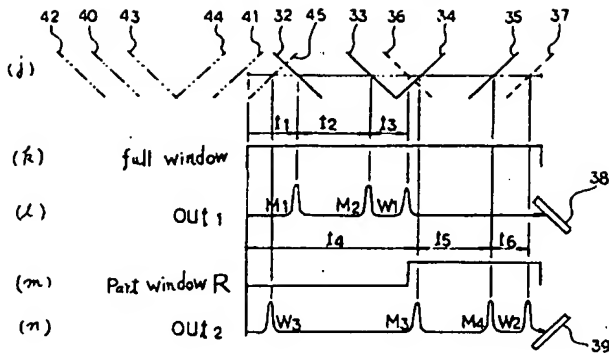 42 40 43 44 41 32 45 33 36 34 35 37
(j)
t1 t2 t3
(k) full window
38
(l) OUT1 M1 M2 W1
t4 t5 t6
(m) Part window R
(n) OUT2 W3 M3 M4 W2
39